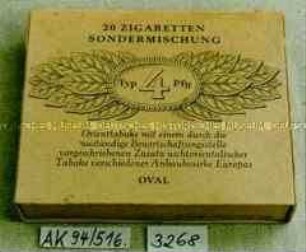 20 ZIGARETTEN
SONDERMISCHUNG
Typ 4 Pfg
Orienttabake mit einem durch die
zuständige Bewirtschaftungsstelle
vorgeschriebenen Zusatz nichtorientalischer
Tabake verschiedener Anbaubezirke Europas
OVAL
AK 94/516.
3268